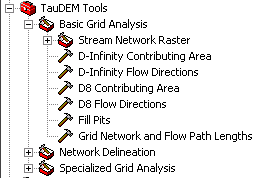 TauDEM Tools
Basic Grid Analysis
Stream Network Raster
D-Infinity Contributing Area
D-Infinity Flow Directions
D8 Contributing Area
D8 Flow Directions
Fill Pits
Grid Network and Flow Path Lengths
Network Delineation
Specialized Grid Analysis